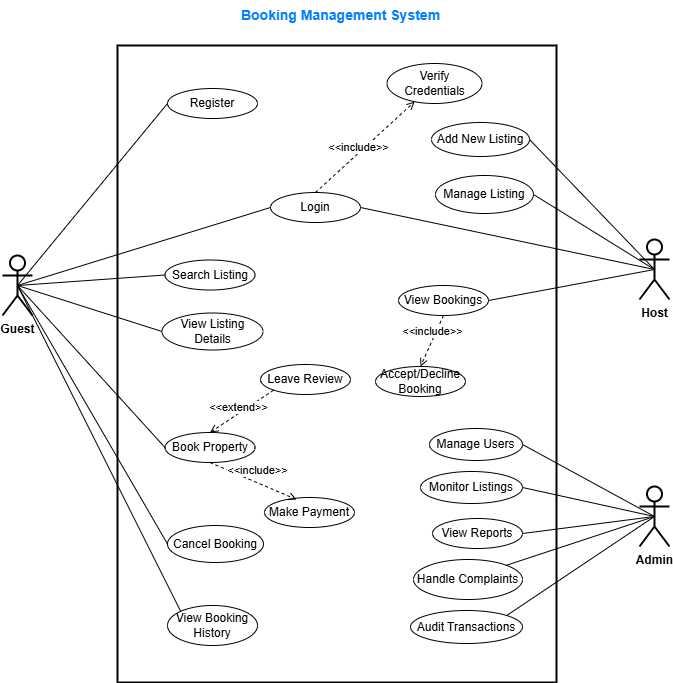 Booking Management System
Verify
Credentials
Register
<<include>>
Add New Listing
Manage Listing
Login
Search Listing
View Bookings
Host
Guest
View Listing
Details
<<include>>
Leave Review
Accept/Decline
Booking
<<extend>>
Book Property
Manage Users
<<include>>
Monitor Listings
Make Payment
View Reports
Cancel Booking
Admin
Handle Complaints
View Booking
History
Audit Transactions